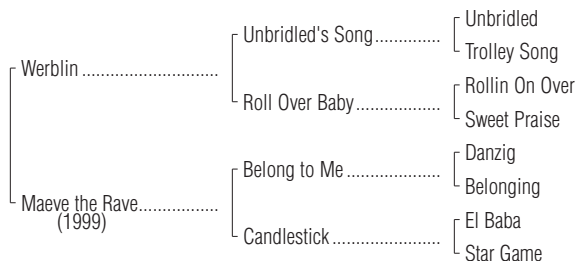 Unbridled
Unbridled's Song..............
Trolley Song
Werblin .............................
Rollin On Over
Roll Over Baby ..................
Sweet Praise
Danzig
Belong to Me ....................
Belonging
Maeve the Rave.................
(1999)
El Baba
Candlestick .......................
Star Game